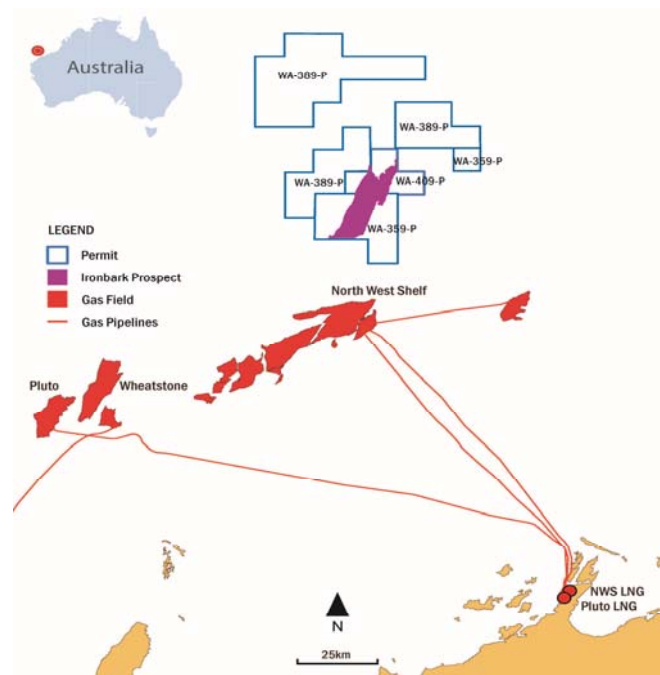 Australia
WA-389-P
WA-389-P
WA-359-P
WA-389-P
WA-409-P
WA-359-P
LEGEND
Permit
Ironbark Prospect
Gas Field
Gas Pipelines
North West Shelf
Pluto
Wheatstone
NWS LNG
Pluto LNG
N
25km